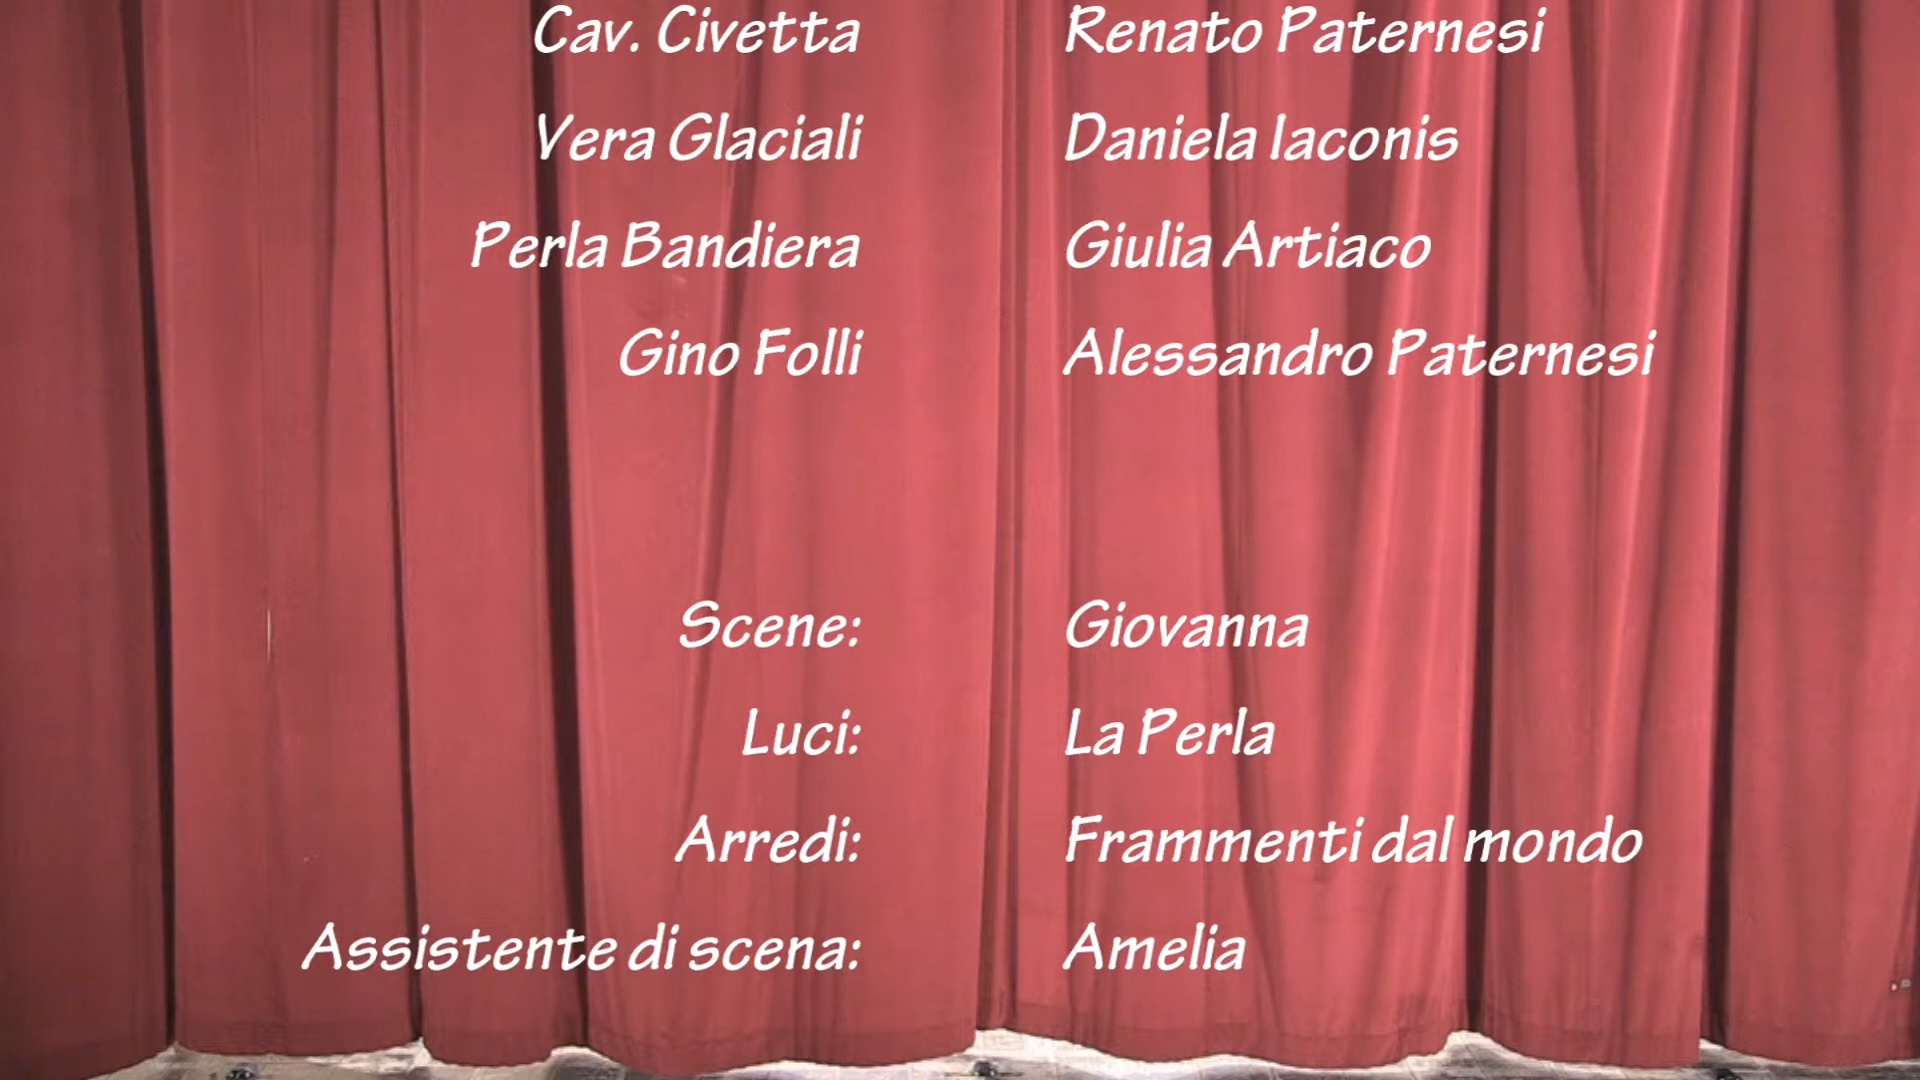 Cav. Civetta Renato Paternesi
Vera Glaciali Daniela Iaconis
Perla Bandiera Giulia Artiaco
Gino Folli Alessandro Paternesi
Scene: Giovanna
Luci: La Perla
Arredi: Frammenti dal mondo
Assistente di scena: Amelia